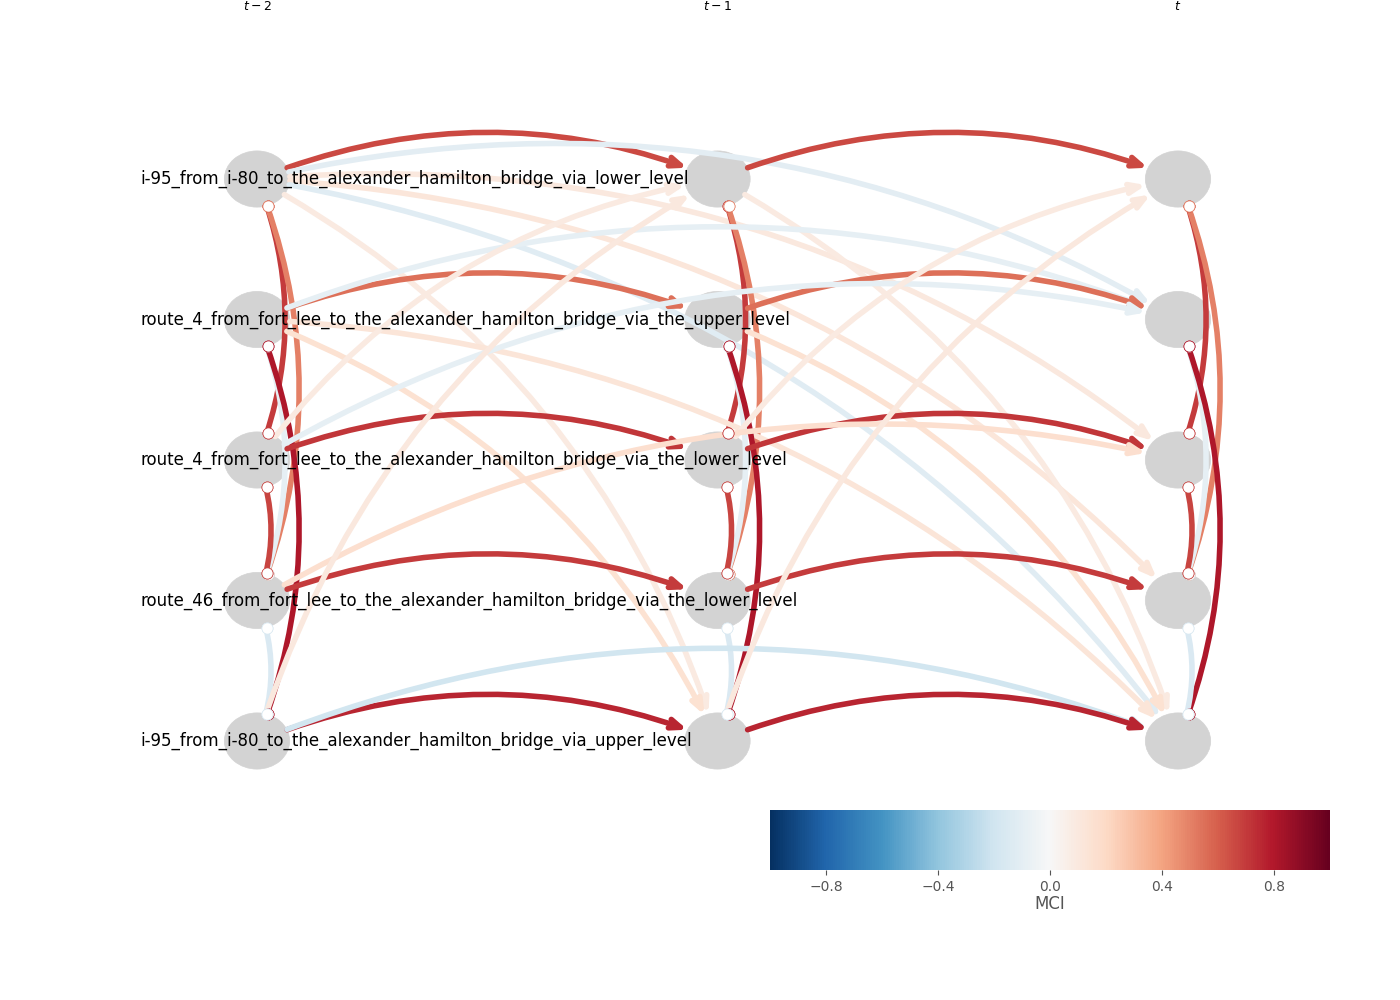 t − 2 t − 1 t
i-95_from_i-80_to_the_alexander_hamilton_bridge_via_lower_level
route_4_from_fort_lee_to_the_alexander_hamilton_bridge_via_the_upper_level
route_4_from_fort_lee_to_the_alexander_hamilton_bridge_via_the_lower_level
route_46_from_fort_lee_to_the_alexander_hamilton_bridge_via_the_lower_level
i-95_from_i-80_to_the_alexander_hamilton_bridge_via_upper_level
−0.8 −0.4 0.0 0.4 0.8
MCI